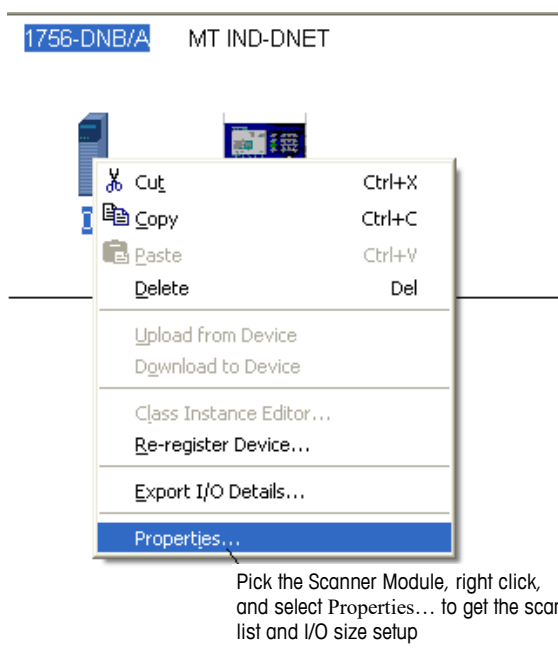 1756-DNB/A MT IND-DNET
Cut Ctrl+X
Copy Ctrl+C
Paste Ctrl+V
Delete Del
Upload from Device
Download to Device
Class Instance Editor...
Re-register Device...
Export I/O Details...
Properties...
Pick the Scanner Module, right click,
and select Properties... to get the
list and I/O size setup